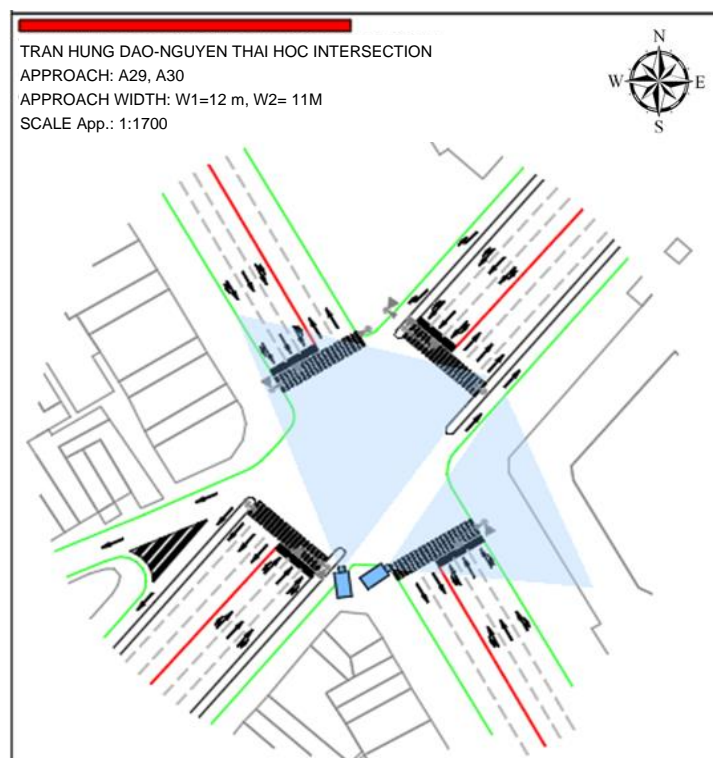 TRAN HUNG DAO-NGUYEN THAI HOC INTERSECTION
APPROACH: A29, A30
APPROACH WIDTH: W1=12 m, W2= 11M
SCALE App.: 1:1700
N
W E
S